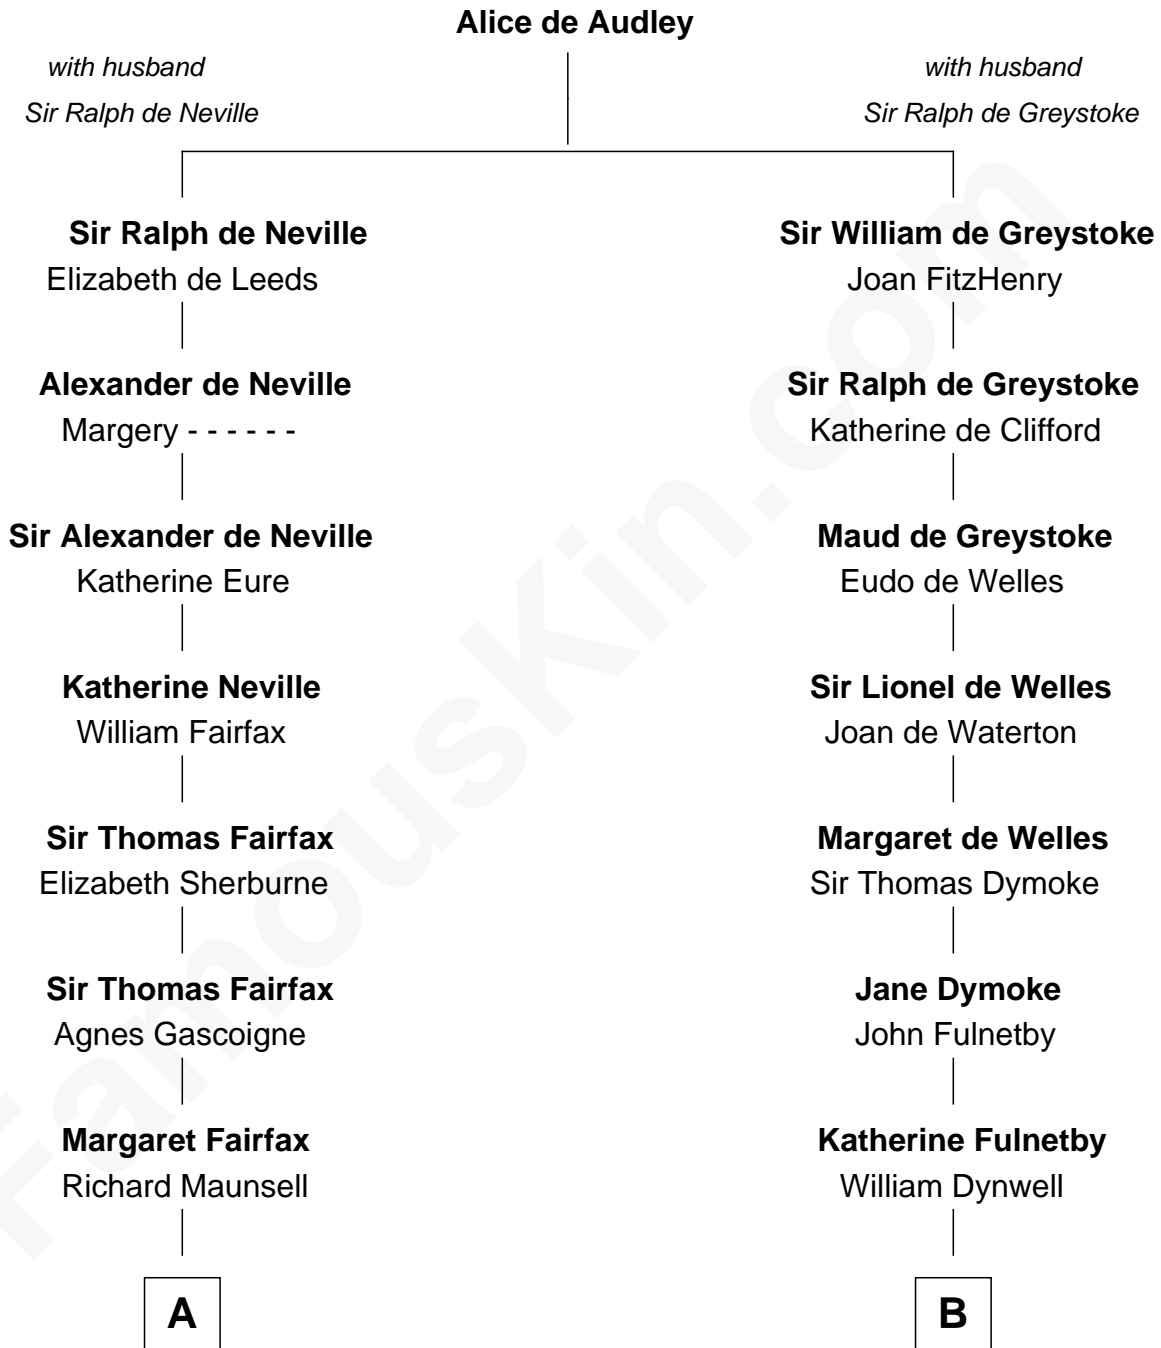 Alice de Audley
with husband
Sir Ralph de Neville
with husband
Sir Ralph de Greystoke
Sir Ralph de Neville
Elizabeth de Leeds
Sir William de Greystoke
Joan FitzHenry
Alexander de Neville
Margery - - - - - -
Sir Ralph de Greystoke
Katherine de Clifford
Sir Alexander de Neville
Katherine Eure
Maud de Greystoke
Eudo de Welles
Katherine Neville
William Fairfax
Sir Lionel de Welles
Joan de Waterton
Sir Thomas Fairfax
Elizabeth Sherburne
Margaret de Welles
Sir Thomas Dymoke
Sir Thomas Fairfax
Agnes Gascoigne
Jane Dymoke
John Fulnetby
Margaret Fairfax
Richard Maunsell
Katherine Fulnetby
William Dynwell
A
B
FamousKin.com